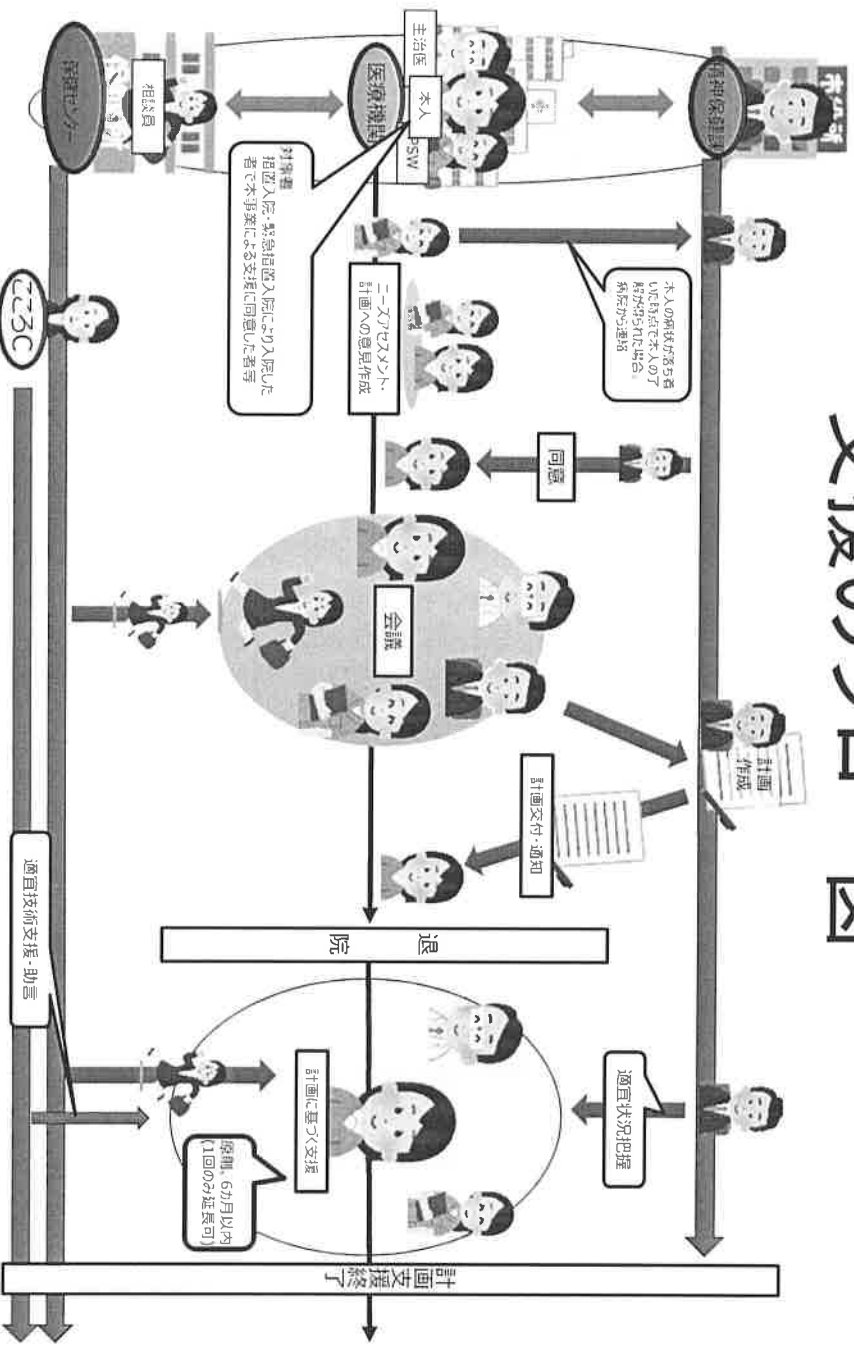 支援のフロー図
市役所
精神保健課
主治医
本人
PSW
医療機関
相談員
保健センター
こころC
対象者
措置入院・緊急措置入院により入院した
者で本事業による支援に同意した者等
本人の病状が落ち着
いた時点で本人の了
解が得られた場合、
病院から連絡
ニーズアセスメント・
計画への意見作成
同意
会議
計画
作成
計画交付・通知
退院
適宜状況把握
計画に基づく支援
原則、6カ月以内
(1回のみ延長可)
適宜技術支援・助言
計画支援終了